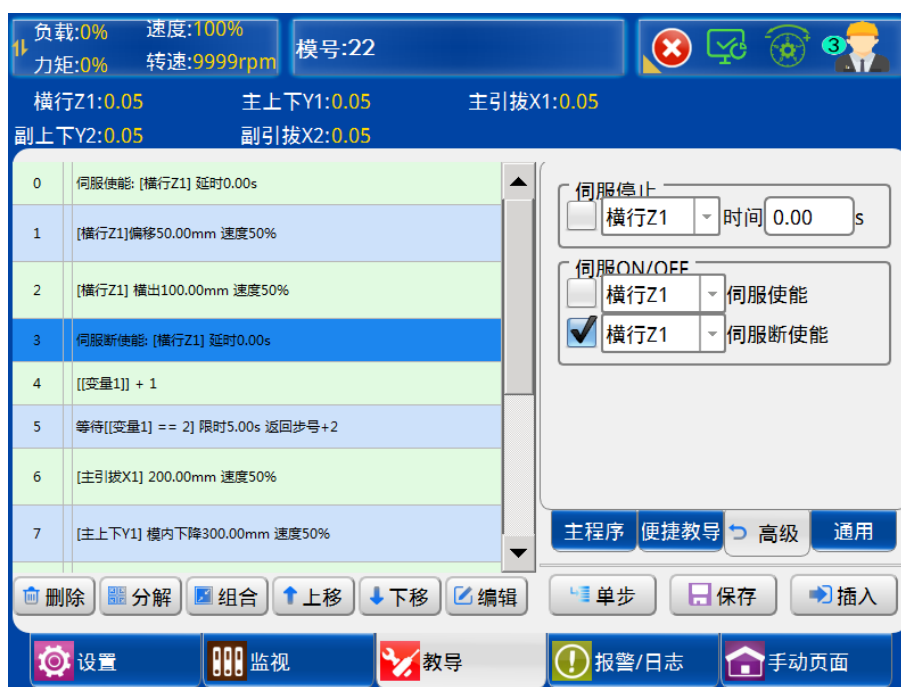 负载:0% 速度:100% 模号:22
力矩:0% 转速:9999rpm
3
横行Z1:0.05 主上下Y1:0.05 主引拔X1:0.05
副上下Y2:0.05 副引拔X2:0.05
0 伺服使能: [横行Z1] 延时0.00s
1 [横行Z1]偏移50.00mm 速度50%
2 [横行Z1] 横出100.00mm 速度50%
3 伺服断使能: [横行Z1] 延时0.00s
4 [[变量1]] + 1
5 等待[[变量1] == 2] 限时5.00s 返回步号+2
6 [主引拔X1] 200.00mm 速度50%
7 [主上下Y1] 模内下降300.00mm 速度50%
伺服停止
横行Z1 时间 0.00 s
伺服ON/OFF
横行Z1 伺服使能
横行Z1 伺服断使能
主程序 便捷教导 高级 通用
删除 分解 组合 上移 下移 编辑 单步 保存 插入
设置 监视 教导 报警/日志 手动页面